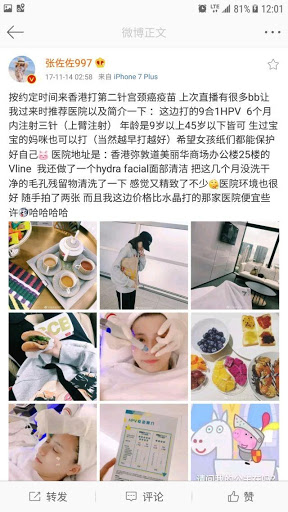 81%
12:01
微博正文
张佐佐997
17-11-14 02:58 来自 iPhone 7 Plus
按约定时间来香港打第二针宫颈癌疫苗 上次直播有很多bb让
我过来时推荐医院以及简介一下 : 这边打的9合1HPV 6个月
内注射三针（上臂注射） 年龄是9岁以上45岁以下皆可 生过宝
宝的妈咪也可以打（当然越早打越好）希望女孩纸们都能保护
好自己 医院地址是 : 香港弥敦道美丽华商场办公楼25楼的
Vline 我还做了一个hydra facial面部清洁 把这几个月没洗干
净的毛孔残留物清洗了一下 感觉又精致了不少 医院环境也很
好 随手拍了两张 而且我这边价格比水晶打的那家医院便宜些
许 哈哈哈哈
转发
评论
赞